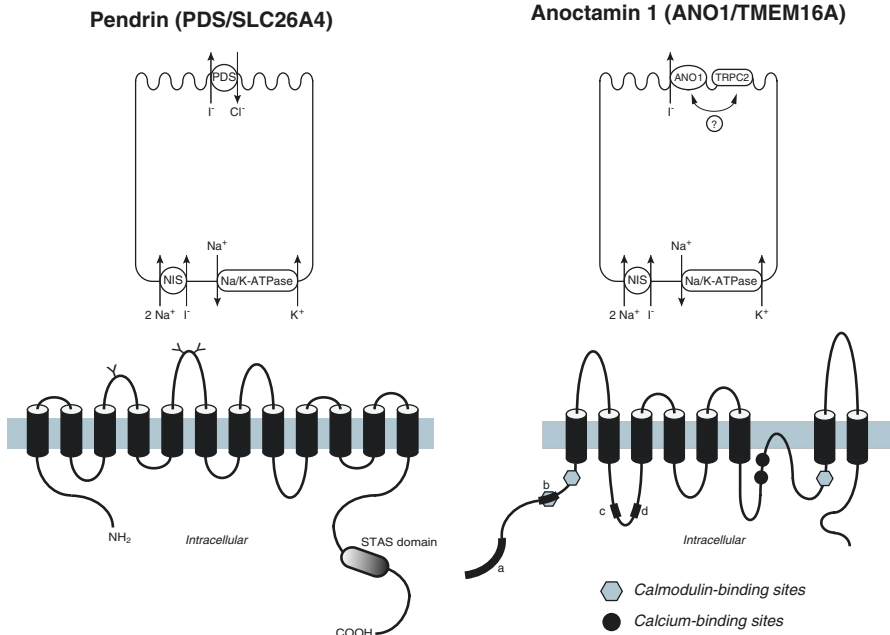 Pendrin (PDS/SLC26A4)
PDS
I⁻ Cl⁻
Na⁺
NIS Na/K-ATPase
2 Na⁺ I⁻ K⁺
NH₂
Intracellular
STAS domain
COOH
Anoctamin 1 (ANO1/TMEM16A)
ANO1 TRPC2
I⁻
?
Na⁺
NIS Na/K-ATPase
2 Na⁺ I⁻ K⁺
b
c d
a
Intracellular
Calmodulin-binding sites
Calcium-binding sites